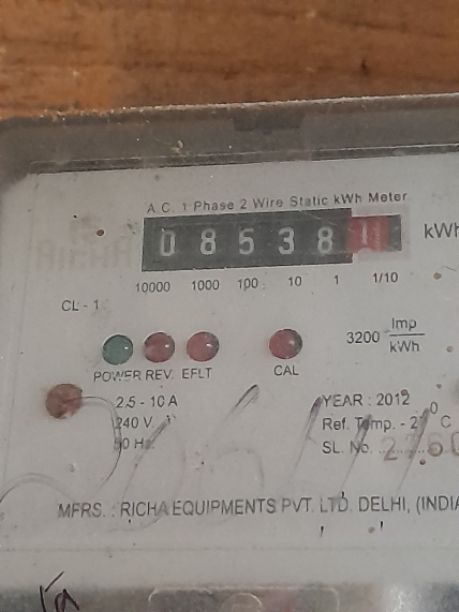 A.C. 1 Phase 2 Wire Static kWh Meter
0 8 5 3 8 kWh
10000 1000 100 10 1 1/10
CL - 1
3200 Imp/kWh
POWER REV. EFLT CAL
2.5 - 10 A
240 V
50 Hz
YEAR : 2012
Ref. Temp. - 27°C
SL. No.
MFRS. : RICHA EQUIPMENTS PVT. LTD. DELHI, (INDIA